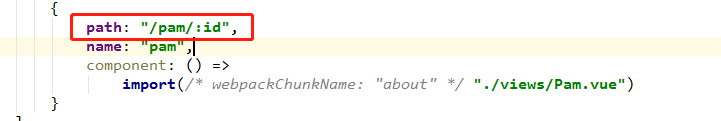 {
path: "/pam/:id",
name: "pam",
component: () =>
import(/* webpackChunkName: "about" */ "./views/Pam.vue")
}